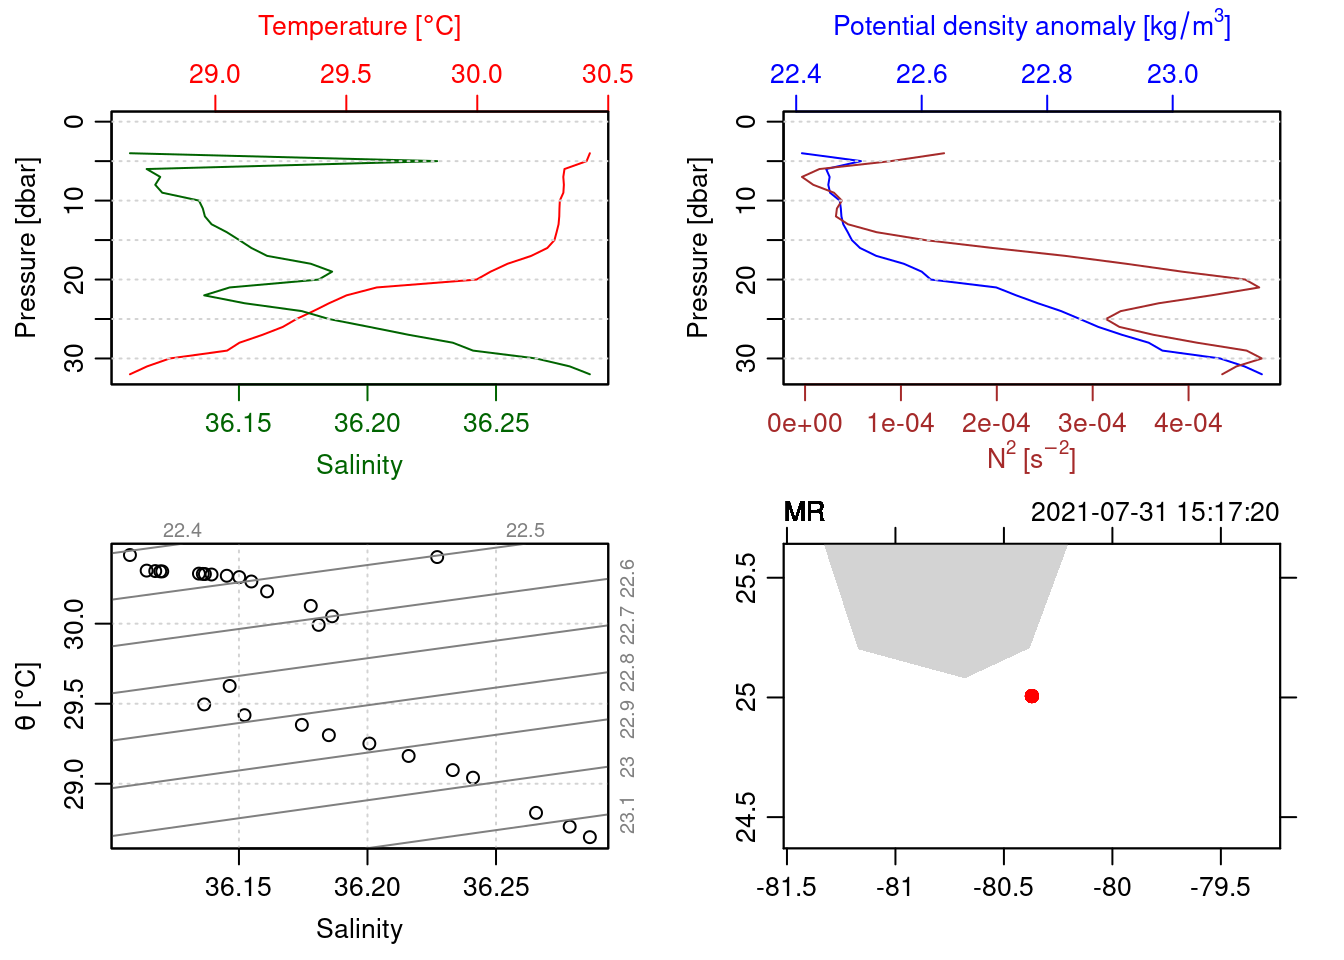 Temperature [°C]
29.0 29.5 30.0 30.5
Pressure [dbar]
0 10 20 30
36.15 36.20 36.25
Salinity
Potential density anomaly [kg/m³]
22.4 22.6 22.8 23.0
Pressure [dbar]
0 10 20 30
0e+00 1e-04 2e-04 3e-04 4e-04
N² [s⁻²]
22.4 22.5
θ [°C]
30.0 29.5 29.0
22.6 22.7 22.8 22.9 23 23.1
36.15 36.20 36.25
Salinity
MR 2021-07-31 15:17:20
25.5 25 24.5
-81.5 -81 -80.5 -80 -79.5